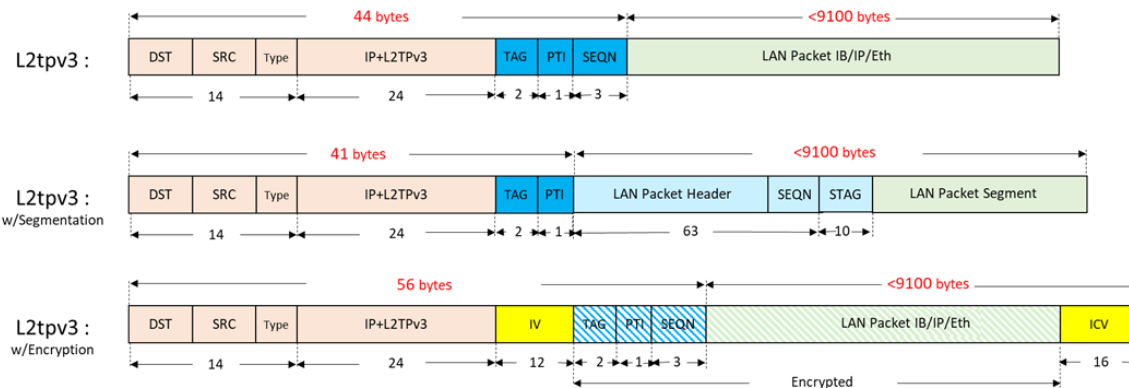 44 bytes <9100 bytes
L2tpv3 : DST SRC Type IP+L2TPv3 TAG PTI SEQN LAN Packet IB/IP/Eth
14 24 2 1 3
41 bytes <9100 bytes
L2tpv3 : DST SRC Type IP+L2TPv3 TAG PTI LAN Packet Header SEQN STAG LAN Packet Segment
w/Segmentation
14 24 2 1 63 10
56 bytes <9100 bytes
L2tpv3 : DST SRC Type IP+L2TPv3 IV TAG PTI SEQN LAN Packet IB/IP/Eth ICV
w/Encryption
14 24 12 2 1 3 16
Encrypted